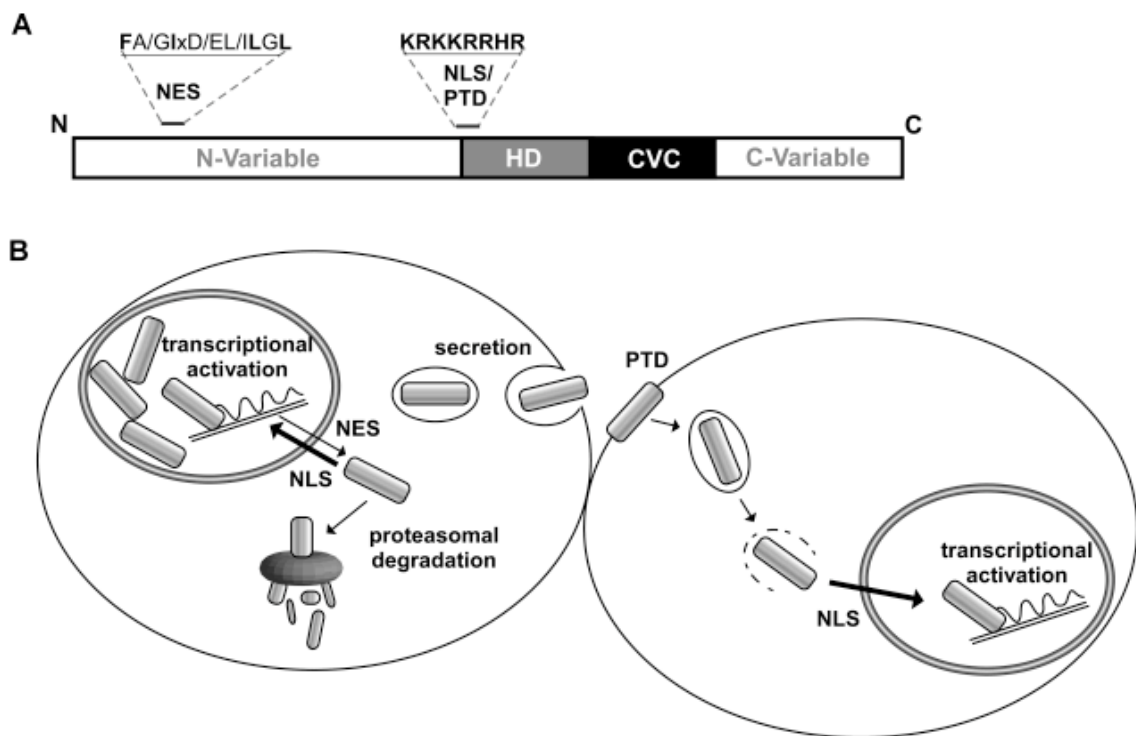 A
FA/GIxD/EL/ILGL
KRKKRRHR
NES
NLS/
PTD
N
C
N-Variable
HD
CVC
C-Variable
B
transcriptional
activation
secretion
PTD
NES
NLS
proteasomal
degradation
transcriptional
activation
NLS